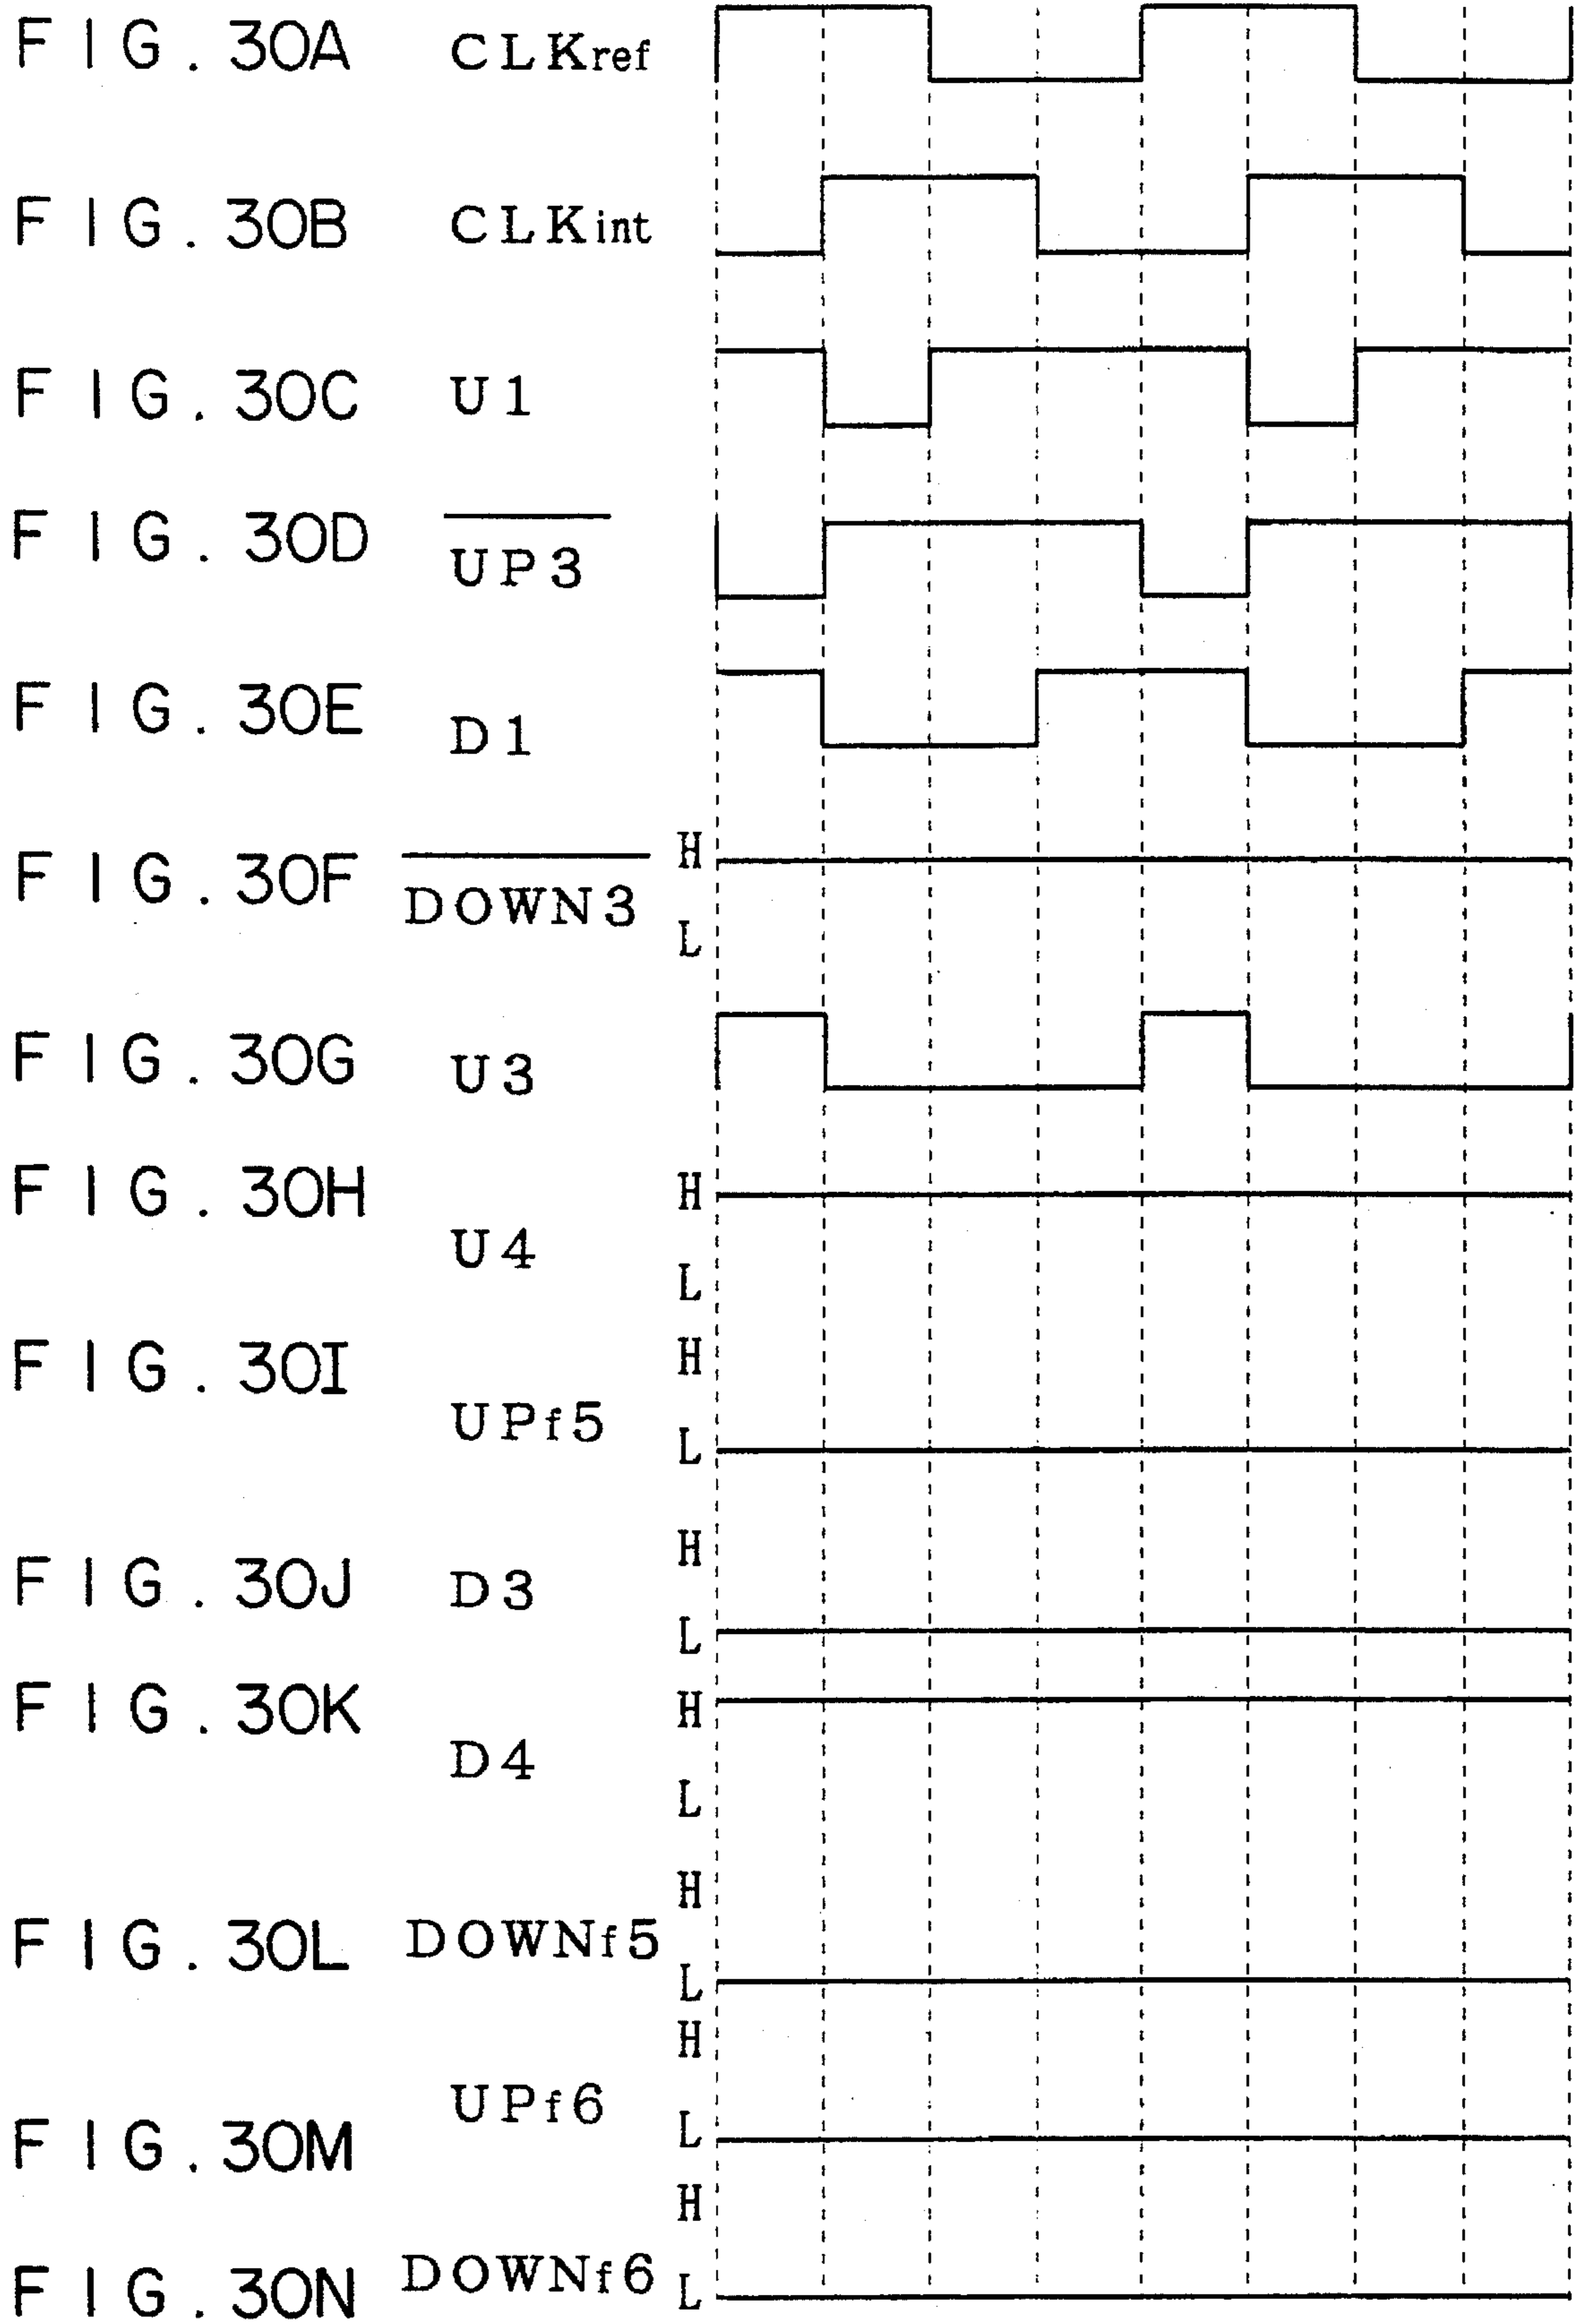 FIG. 30A CLKref
FIG. 30B CLKint
FIG. 30C U1
FIG. 30D UP3
FIG. 30E D1
H
FIG. 30F DOWN3
L
FIG. 30G U3
FIG. 30H H
U4
L
FIG. 30I H
UPf5
L
H
FIG. 30J D3
L
FIG. 30K H
D4
L
H
FIG. 30L DOWNf5
L
H
UPf6
L
FIG. 30M
H
FIG. 30N DOWNf6 L